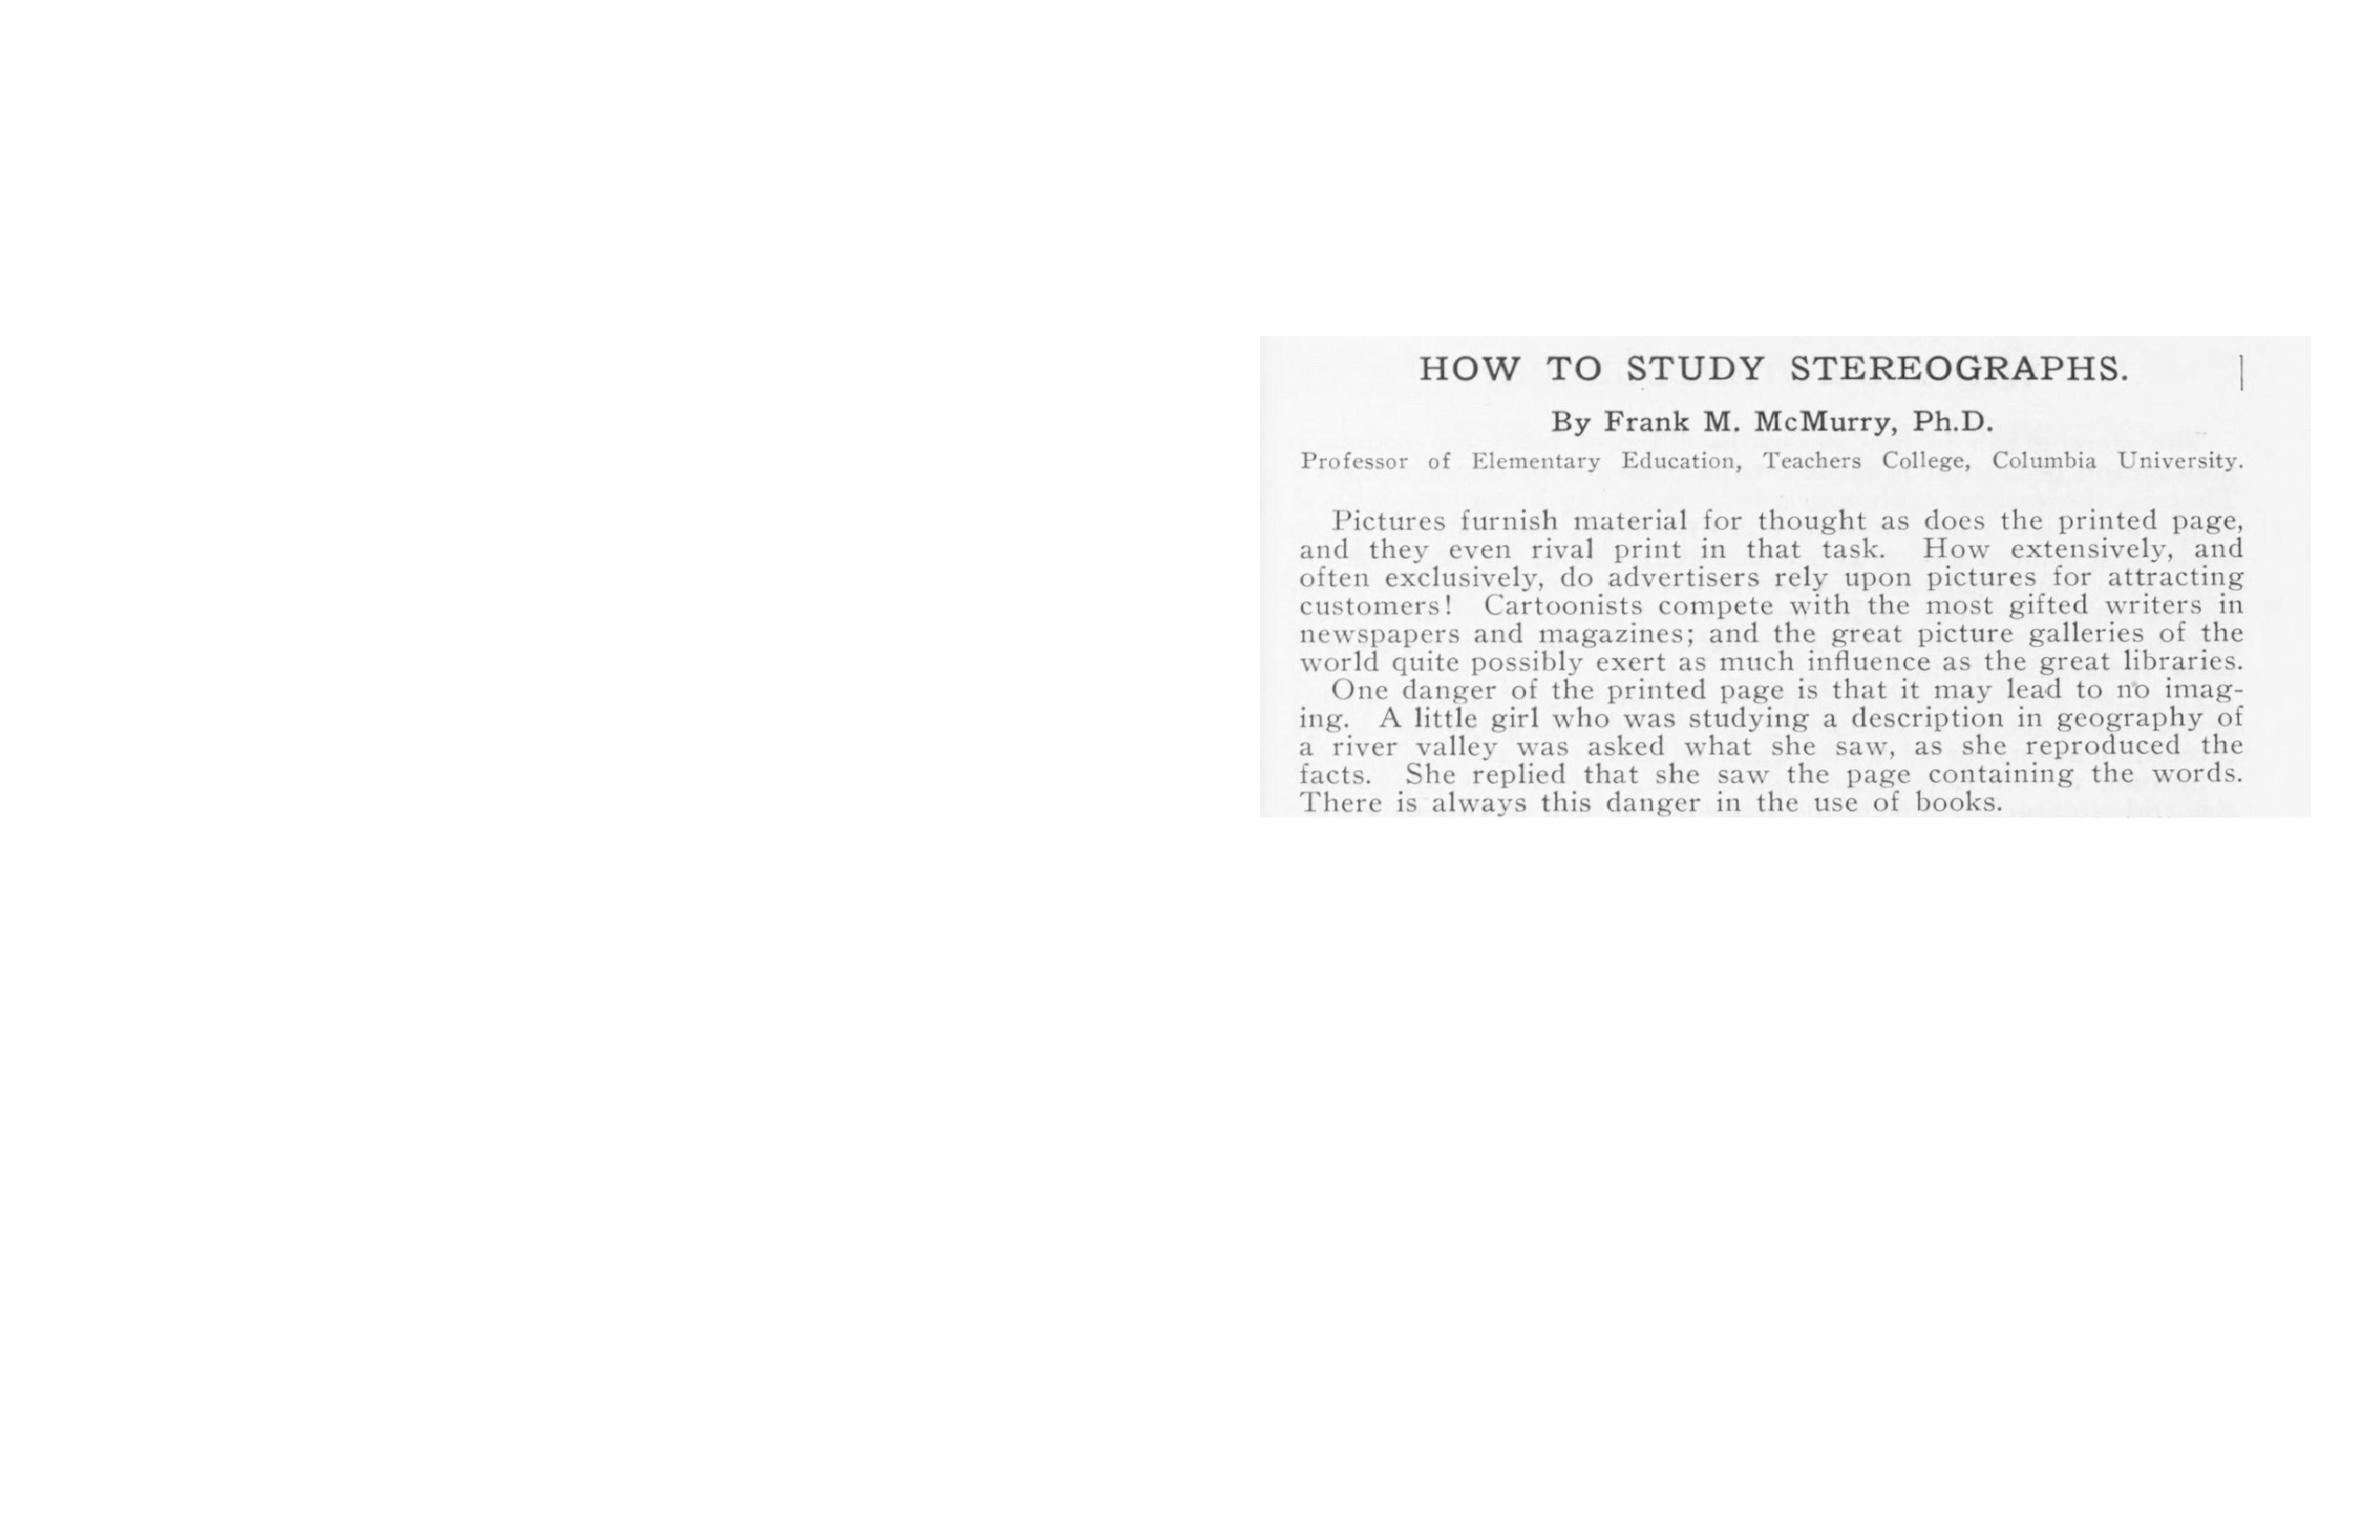 HOW TO STUDY STEREOGRAPHS.
By Frank M. McMurry, Ph.D.
Professor of Elementary Education, Teachers College, Columbia University.
Pictures furnish material for thought as does the printed page,
and they even rival print in that task. How extensively, and
often exclusively, do advertisers rely upon pictures for attracting
customers! Cartoonists compete with the most gifted writers in
newspapers and magazines; and the great picture galleries of the
world quite possibly exert as much influence as the great libraries.
One danger of the printed page is that it may lead to no imag-
ing. A little girl who was studying a description in geography of
a river valley was asked what she saw, as she reproduced the
facts. She replied that she saw the page containing the words.
There is always this danger in the use of books.